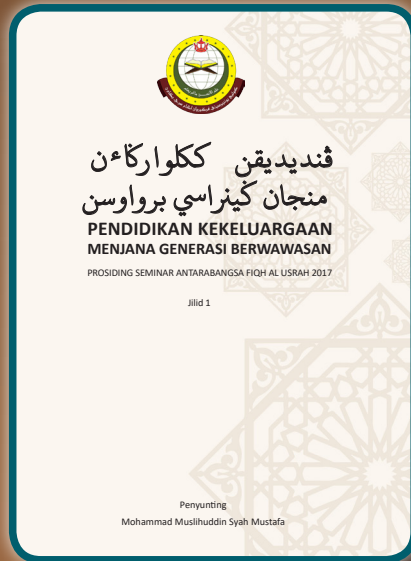 ڤنديديقن ککلوارݢاءن
منجان ݢينراسي برواوسن
PENDIDIKAN KEKELUARGAAN
MENJANA GENERASI BERWAWASAN
PROSIDING SEMINAR ANTARABANGSA FIQH AL USRAH 2017
Jilid 1
Penyunting
Mohammad Muslihuddin Syah Mustafa